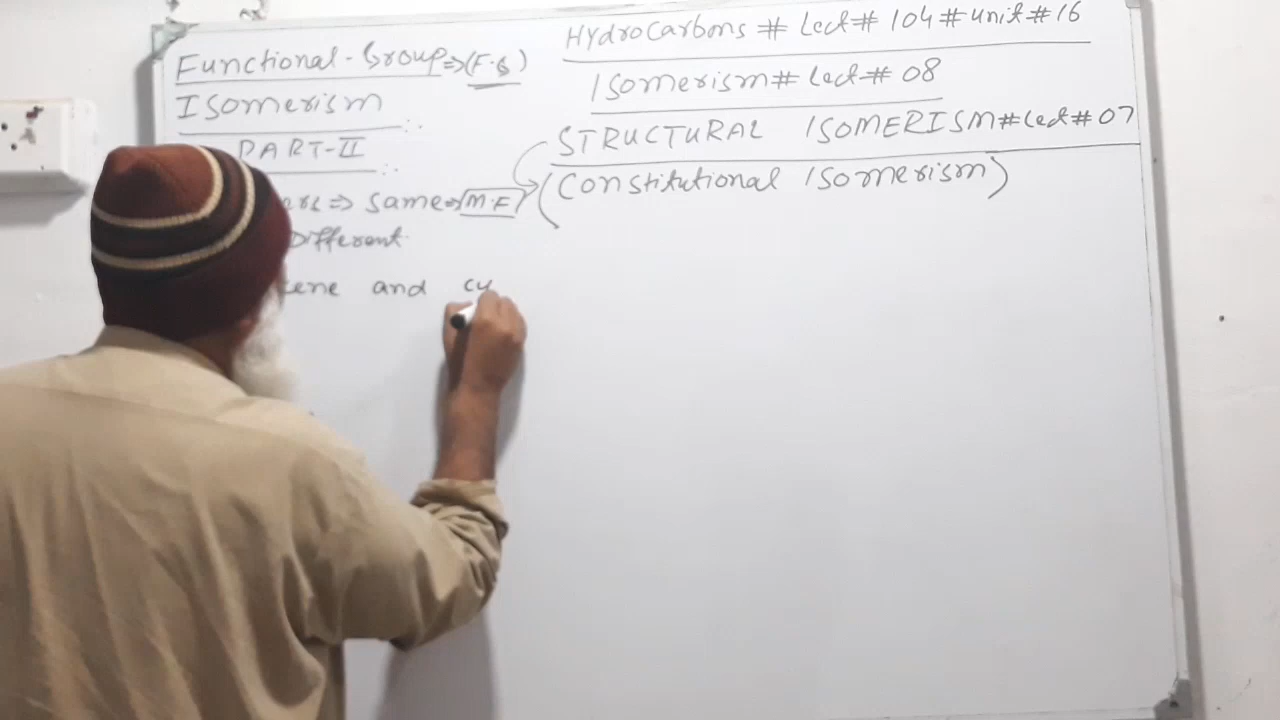 Functional-Group⇒(F.G)
Isomerism
PART-II
⇒ same⇒ M.F
Different
and cy
HydroCarbons # Lect# 104 # Unit # 16
Isomerism# Lect# 08
STRUCTURAL ISOMERISM#Lect#07
(Constitutional Isomerism)